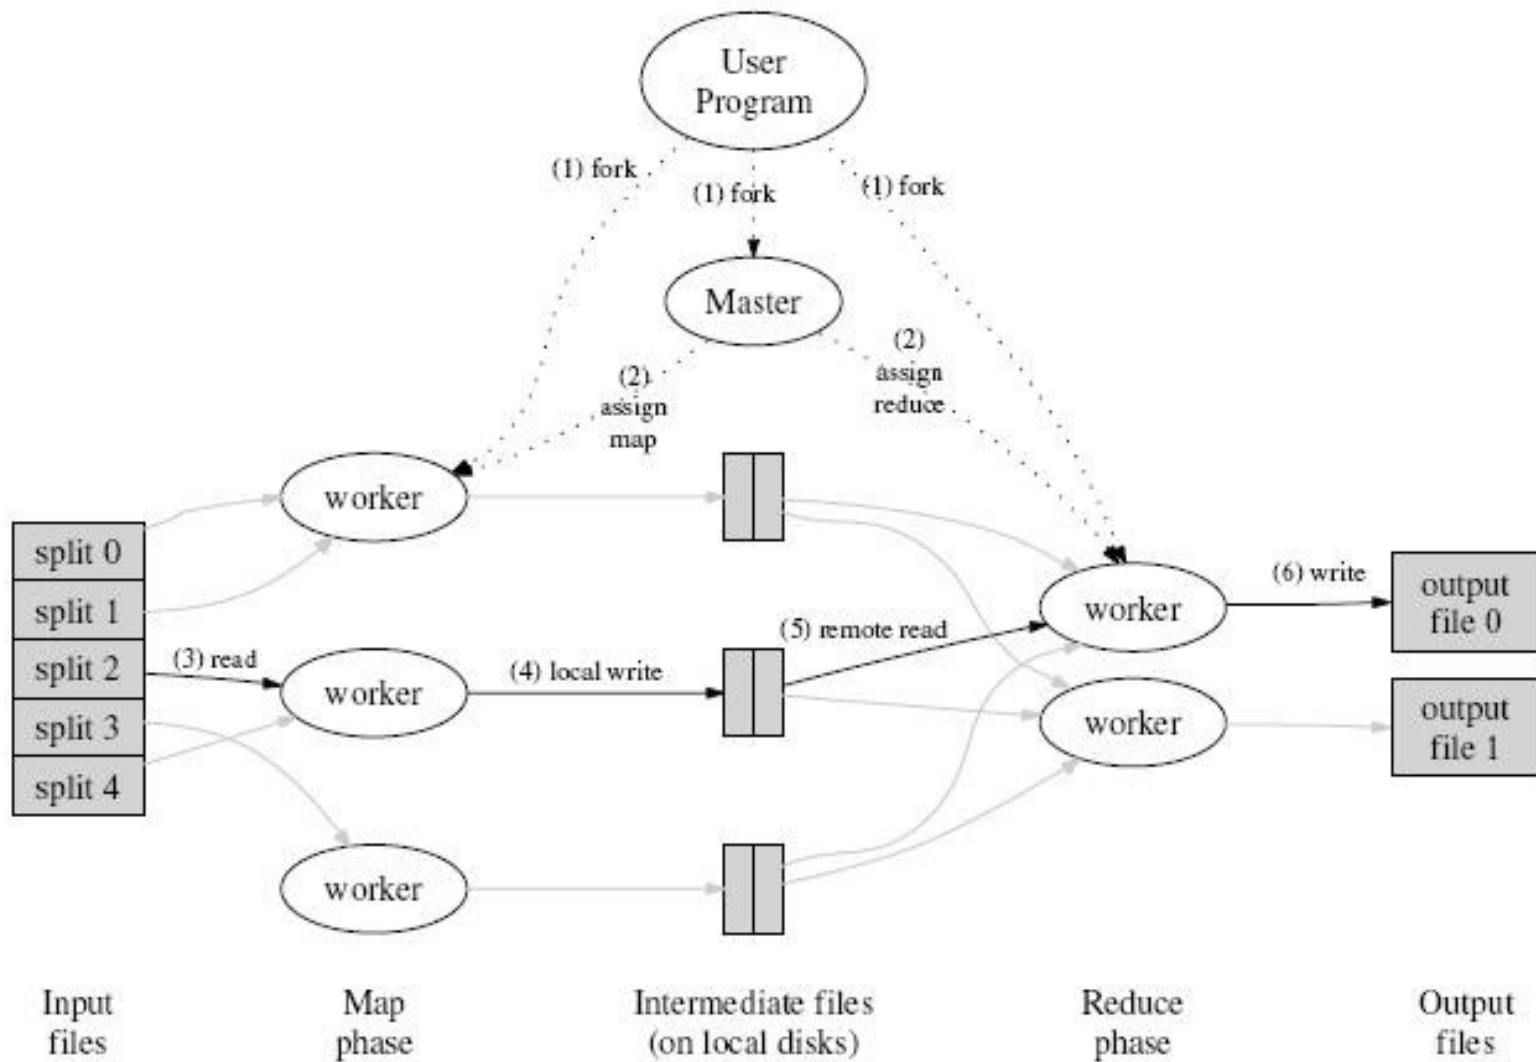 User
Program
(1) fork
(1) fork
(1) fork
Master
(2)
assign
map
(2)
assign
reduce
worker
split 0
split 1
split 2
split 3
split 4
(3) read
worker
(4) local write
(5) remote read
worker
(6) write
output
file 0
worker
output
file 1
worker
Input
files
Map
phase
Intermediate files
(on local disks)
Reduce
phase
Output
files